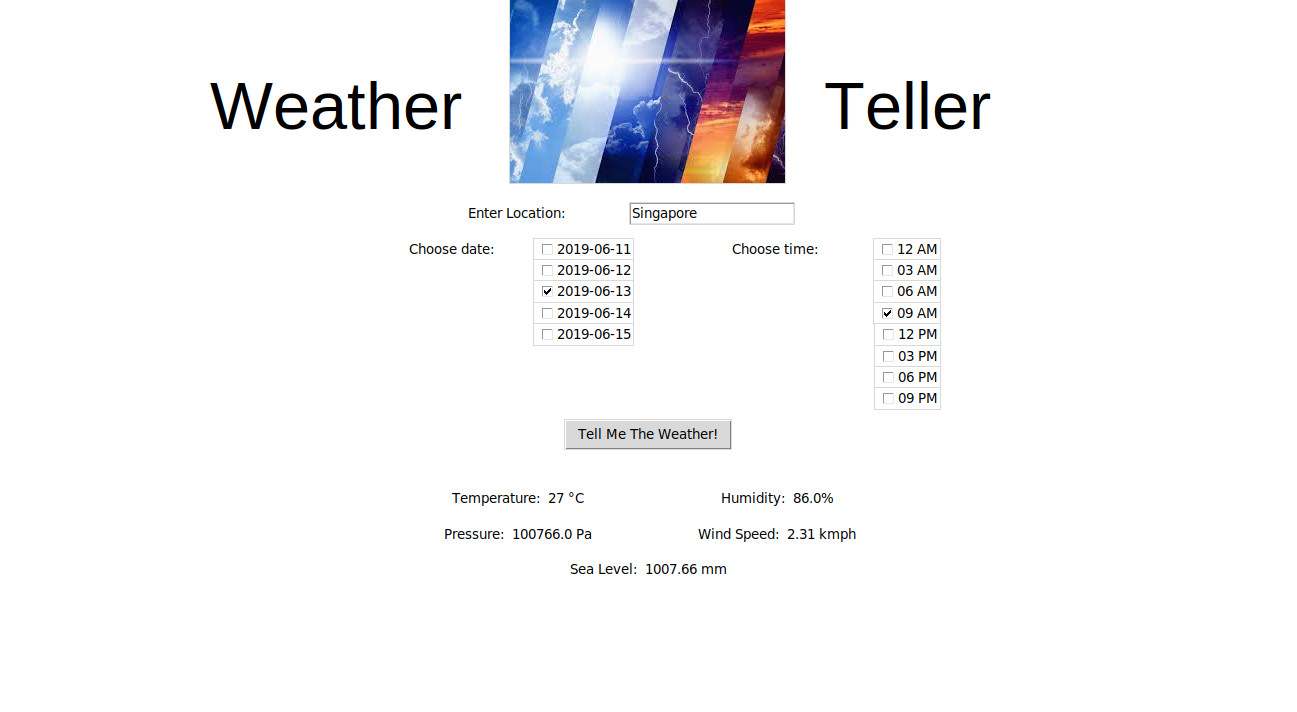 Weather Teller
Enter Location: Singapore
Choose date: 2019-06-11 Choose time: 12 AM
2019-06-12 03 AM
2019-06-13 06 AM
2019-06-14 09 AM
2019-06-15 12 PM
03 PM
06 PM
09 PM
Tell Me The Weather!
Temperature: 27 °C Humidity: 86.0%
Pressure: 100766.0 Pa Wind Speed: 2.31 kmph
Sea Level: 1007.66 mm